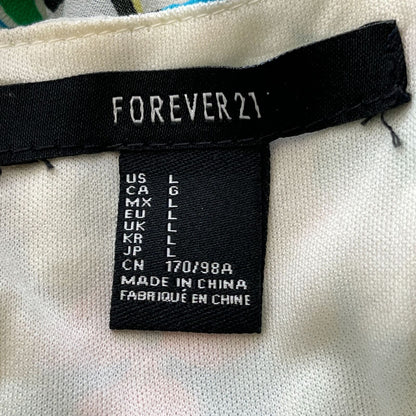 FOREVER 21
US L
CA G
MX L
EU L
UK L
KR L
JP L
CN 170/98A
MADE IN CHINA
FABRIQUÉ EN CHINE